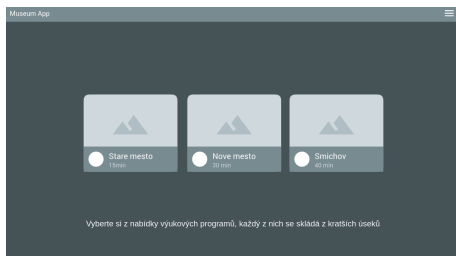 Museum App
Stare mesto
15min
Nove mesto
30 min
Smichov
40 min
Vyberte si z nabídky výukových programů, každý z nich se skládá z kratších úseků